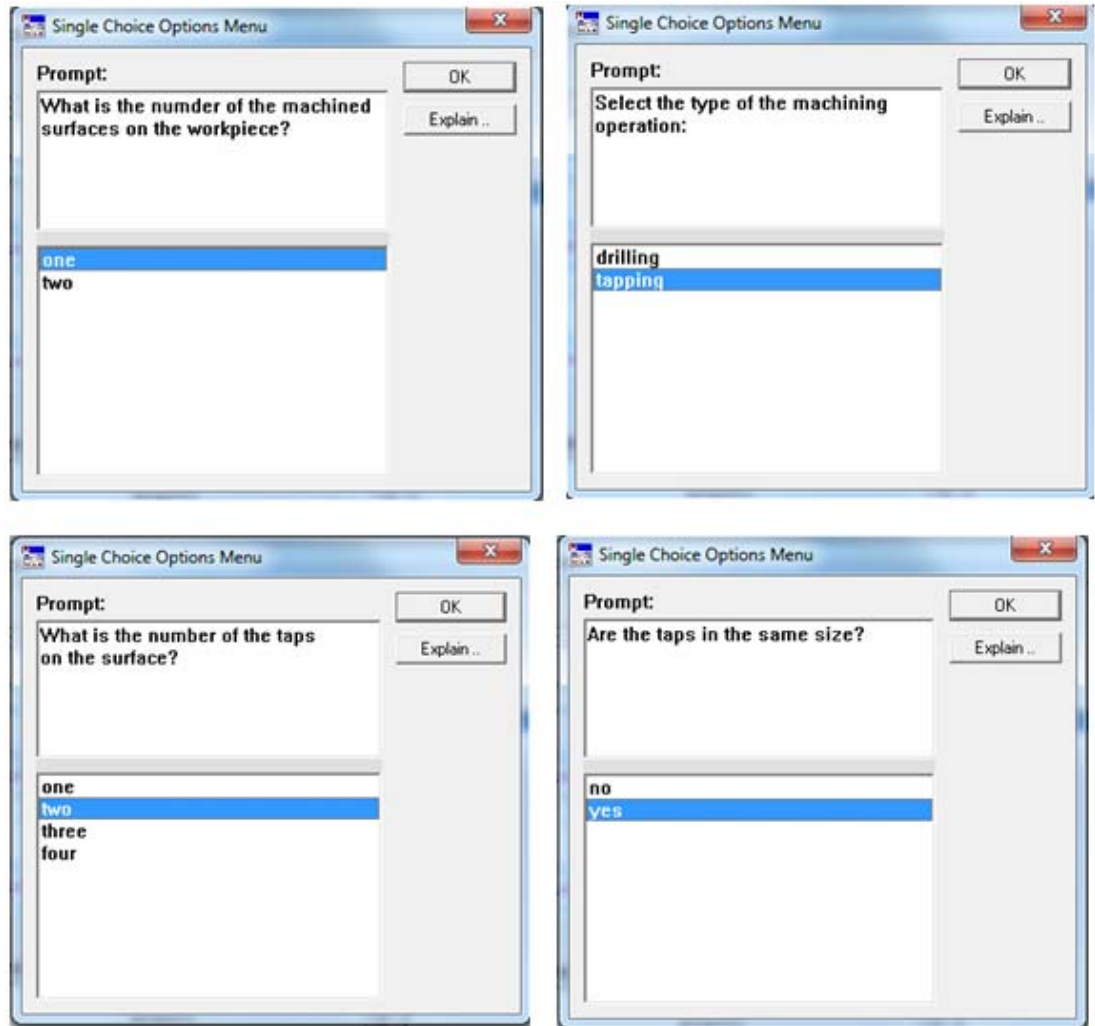 Single Choice Options Menu
Prompt:
OK
What is the numder of the machined
surfaces on the workpiece?
Explain ..
one
two
Single Choice Options Menu
Prompt:
OK
Select the type of the machining
operation:
Explain ..
drilling
tapping
Single Choice Options Menu
Prompt:
OK
What is the number of the taps
on the surface?
Explain ..
one
two
three
four
Single Choice Options Menu
Prompt:
OK
Are the taps in the same size?
Explain ..
no
yes